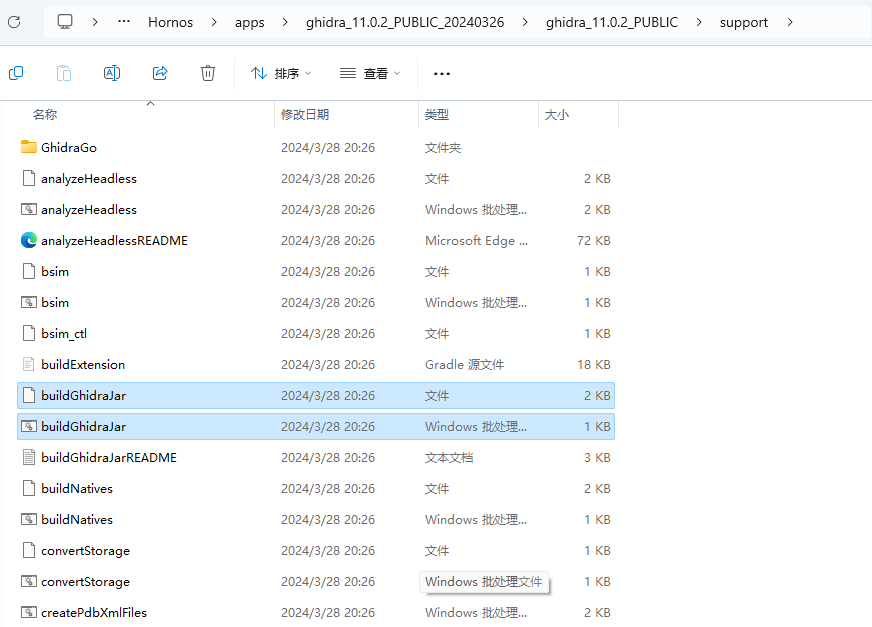 Hornos apps ghidra_11.0.2_PUBLIC_20240326 ghidra_11.0.2_PUBLIC support
排序 查看
名称 修改日期 类型 大小
GhidraGo 2024/3/28 20:26 文件夹
analyzeHeadless 2024/3/28 20:26 文件 2 KB
analyzeHeadless 2024/3/28 20:26 Windows 批处理... 2 KB
analyzeHeadlessREADME 2024/3/28 20:26 Microsoft Edge ... 72 KB
bsim 2024/3/28 20:26 文件 1 KB
bsim 2024/3/28 20:26 Windows 批处理... 1 KB
bsim_ctl 2024/3/28 20:26 文件 1 KB
buildExtension 2024/3/28 20:26 Gradle 源文件 18 KB
buildGhidraJar 2024/3/28 20:26 文件 2 KB
buildGhidraJar 2024/3/28 20:26 Windows 批处理... 1 KB
buildGhidraJarREADME 2024/3/28 20:26 文本文档 3 KB
buildNatives 2024/3/28 20:26 文件 2 KB
buildNatives 2024/3/28 20:26 Windows 批处理... 1 KB
convertStorage 2024/3/28 20:26 文件 1 KB
convertStorage 2024/3/28 20:26 Windows 批处理文件 1 KB
createPdbXmlFiles 2024/3/28 20:26 Windows 批处理... 2 KB